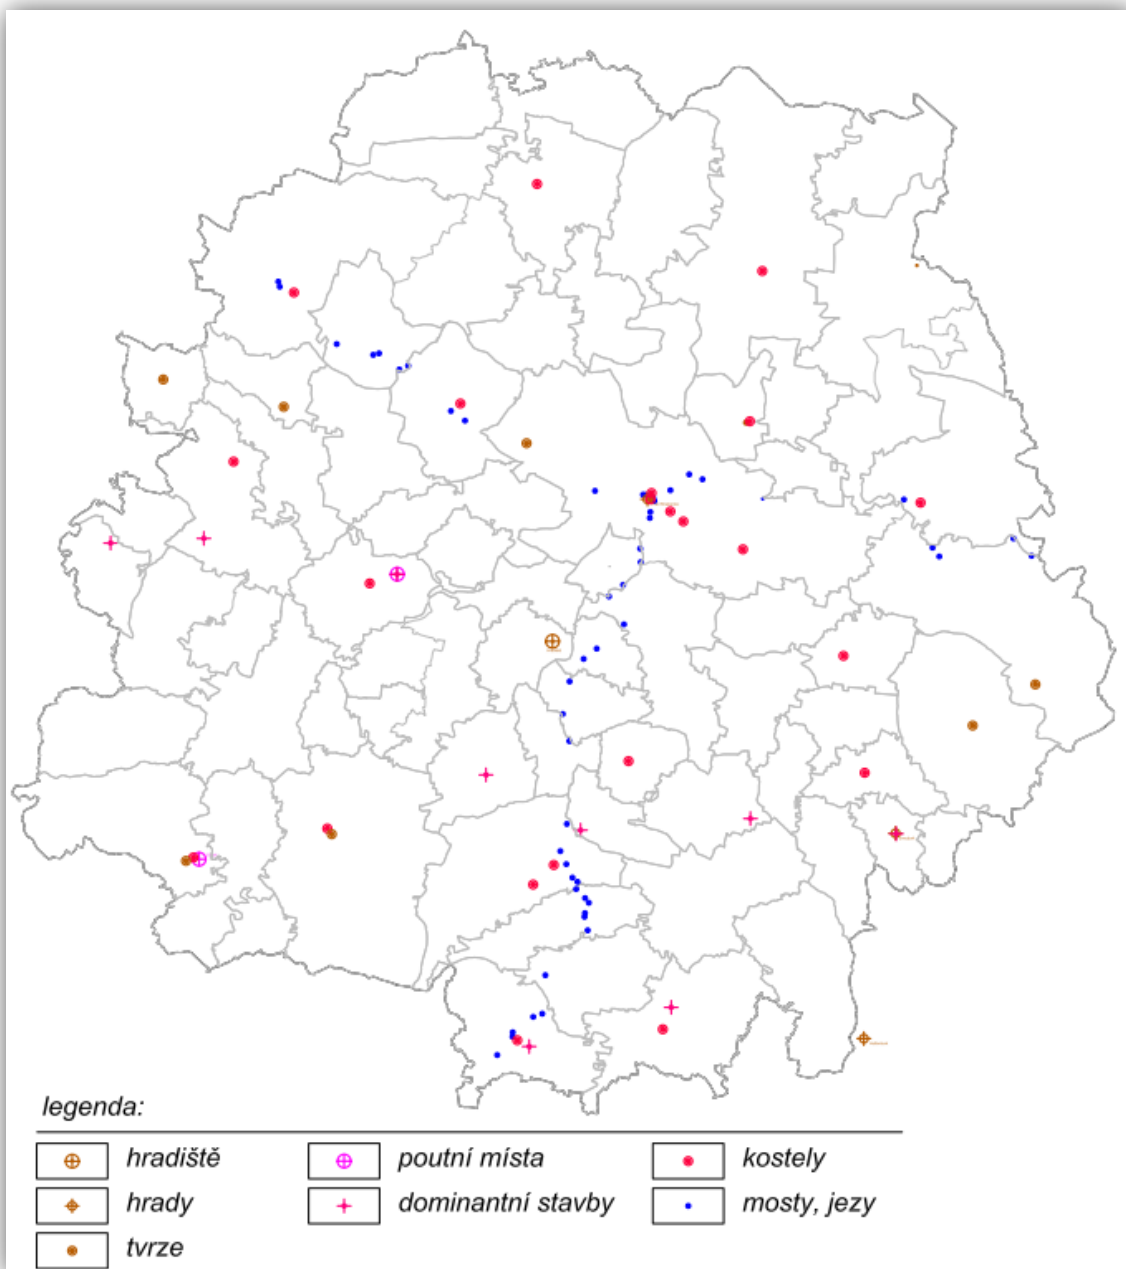 legenda:
hradiště
poutní místa
kostely
hrady
dominantní stavby
mosty, jezy
tvrze